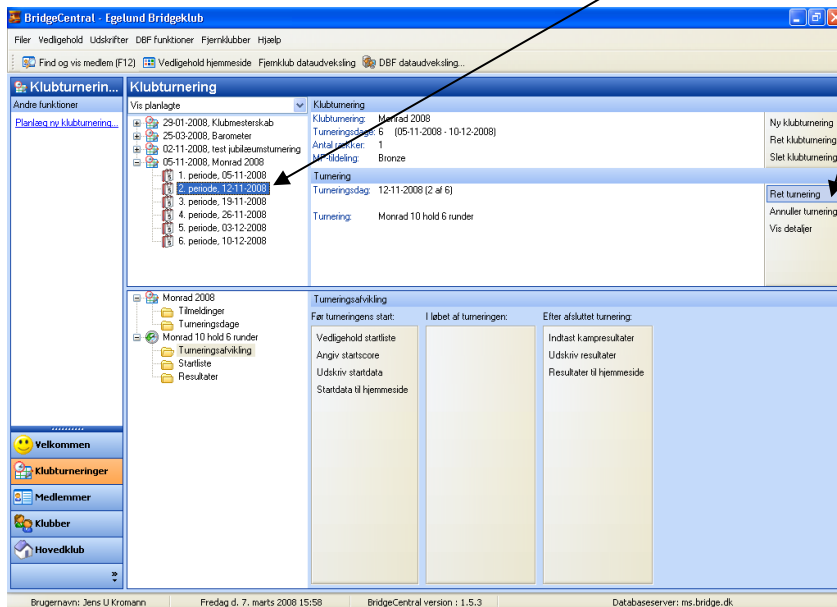 BridgeCentral - Egelund Bridgeklub
Filer Vedligehold Udskrifter DBF funktioner Fjernklubber Hjælp
Find og vis medlem (F12) Vedligehold hjemmeside Fjernklub dataudveksling DBF dataudveksling...
Klubturnerin...
Andre funktioner
Planlæg ny klubturnering...
Klubturnering
Vis planlagte
29-01-2008, Klubmesterskab
25-03-2008, Barometer
02-11-2008, test jubilæumsturnering
05-11-2008, Monrad 2008
1. periode, 05-11-2008
2. periode, 12-11-2008
3. periode, 19-11-2008
4. periode, 26-11-2008
5. periode, 03-12-2008
6. periode, 10-12-2008
Klubturnering
Klubturnering: Monrad 2008
Turneringsdage: 6 (05-11-2008 - 10-12-2008)
Antal rækker: 1
MP-tildeling: Bronze
Turnering
Turneringsdag: 12-11-2008 (2 af 6)
Turnering: Monrad 10 hold 6 runder
Ny klubturnering
Ret klubturnering
Slet klubturnering
Ret turnering
Annuller turnering
Vis detaljer
Monrad 2008
Tilmeldinger
Turneringsdage
Monrad 10 hold 6 runder
Turneringsafvikling
Startliste
Resultater
Turneringsafvikling
Før turneringens start: I løbet af turneringen: Efter afsluttet turnering:
Vedligehold startliste
Angiv startscore
Udskriv startdata
Startdata til hjemmeside
Indtast kampresultater
Udskriv resultater
Resultater til hjemmeside
Velkommen
Klubturneringer
Medlemmer
Klubber
Hovedklub
Brugernavn: Jens U Kromann Fredag d. 7. marts 2008 15:58 BridgeCentral version : 1.5.3 Databaseserver: ms.bridge.dk